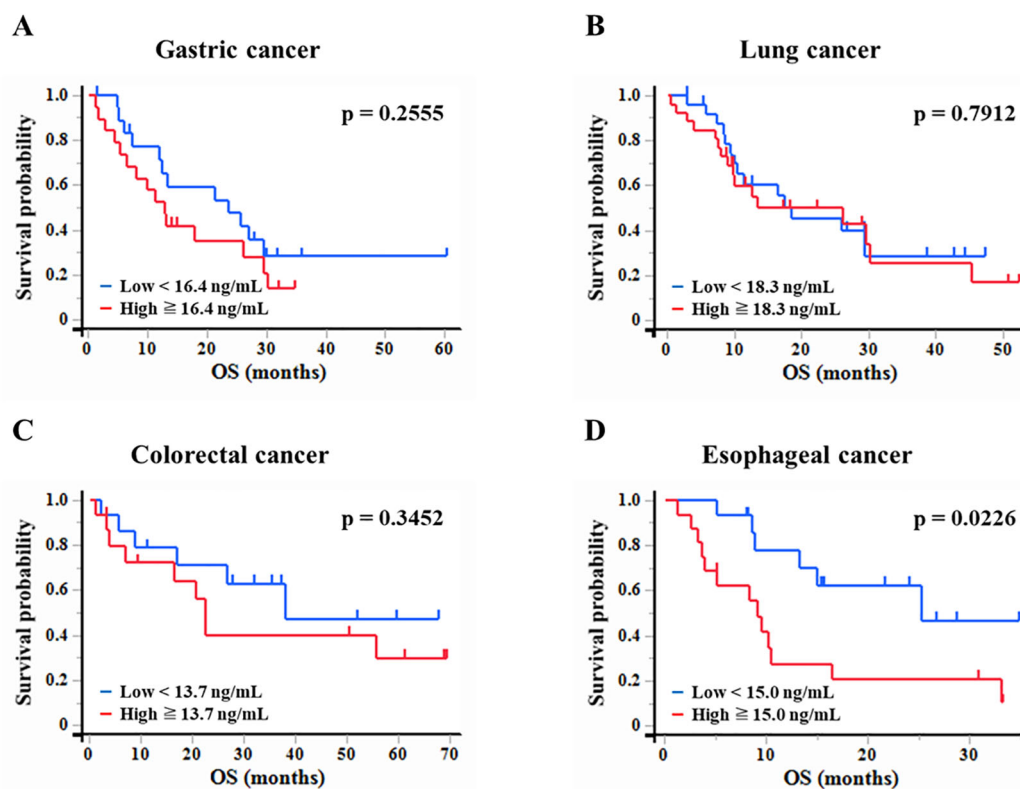 A
Gastric cancer
p = 0.2555
Survival probability
1.0
0.8
0.6
0.4
0.2
0
Low < 16.4 ng/mL
High ≧ 16.4 ng/mL
0 10 20 30 40 50 60
OS (months)
B
Lung cancer
p = 0.7912
Survival probability
1.0
0.8
0.6
0.4
0.2
0
Low < 18.3 ng/mL
High ≧ 18.3 ng/mL
0 10 20 30 40 50
OS (months)
C
Colorectal cancer
p = 0.3452
Survival probability
1.0
0.8
0.6
0.4
0.2
0
Low < 13.7 ng/mL
High ≧ 13.7 ng/mL
0 10 20 30 40 50 60 70
OS (months)
D
Esophageal cancer
p = 0.0226
Survival probability
1.0
0.8
0.6
0.4
0.2
0
Low < 15.0 ng/mL
High ≧ 15.0 ng/mL
0 10 20 30
OS (months)